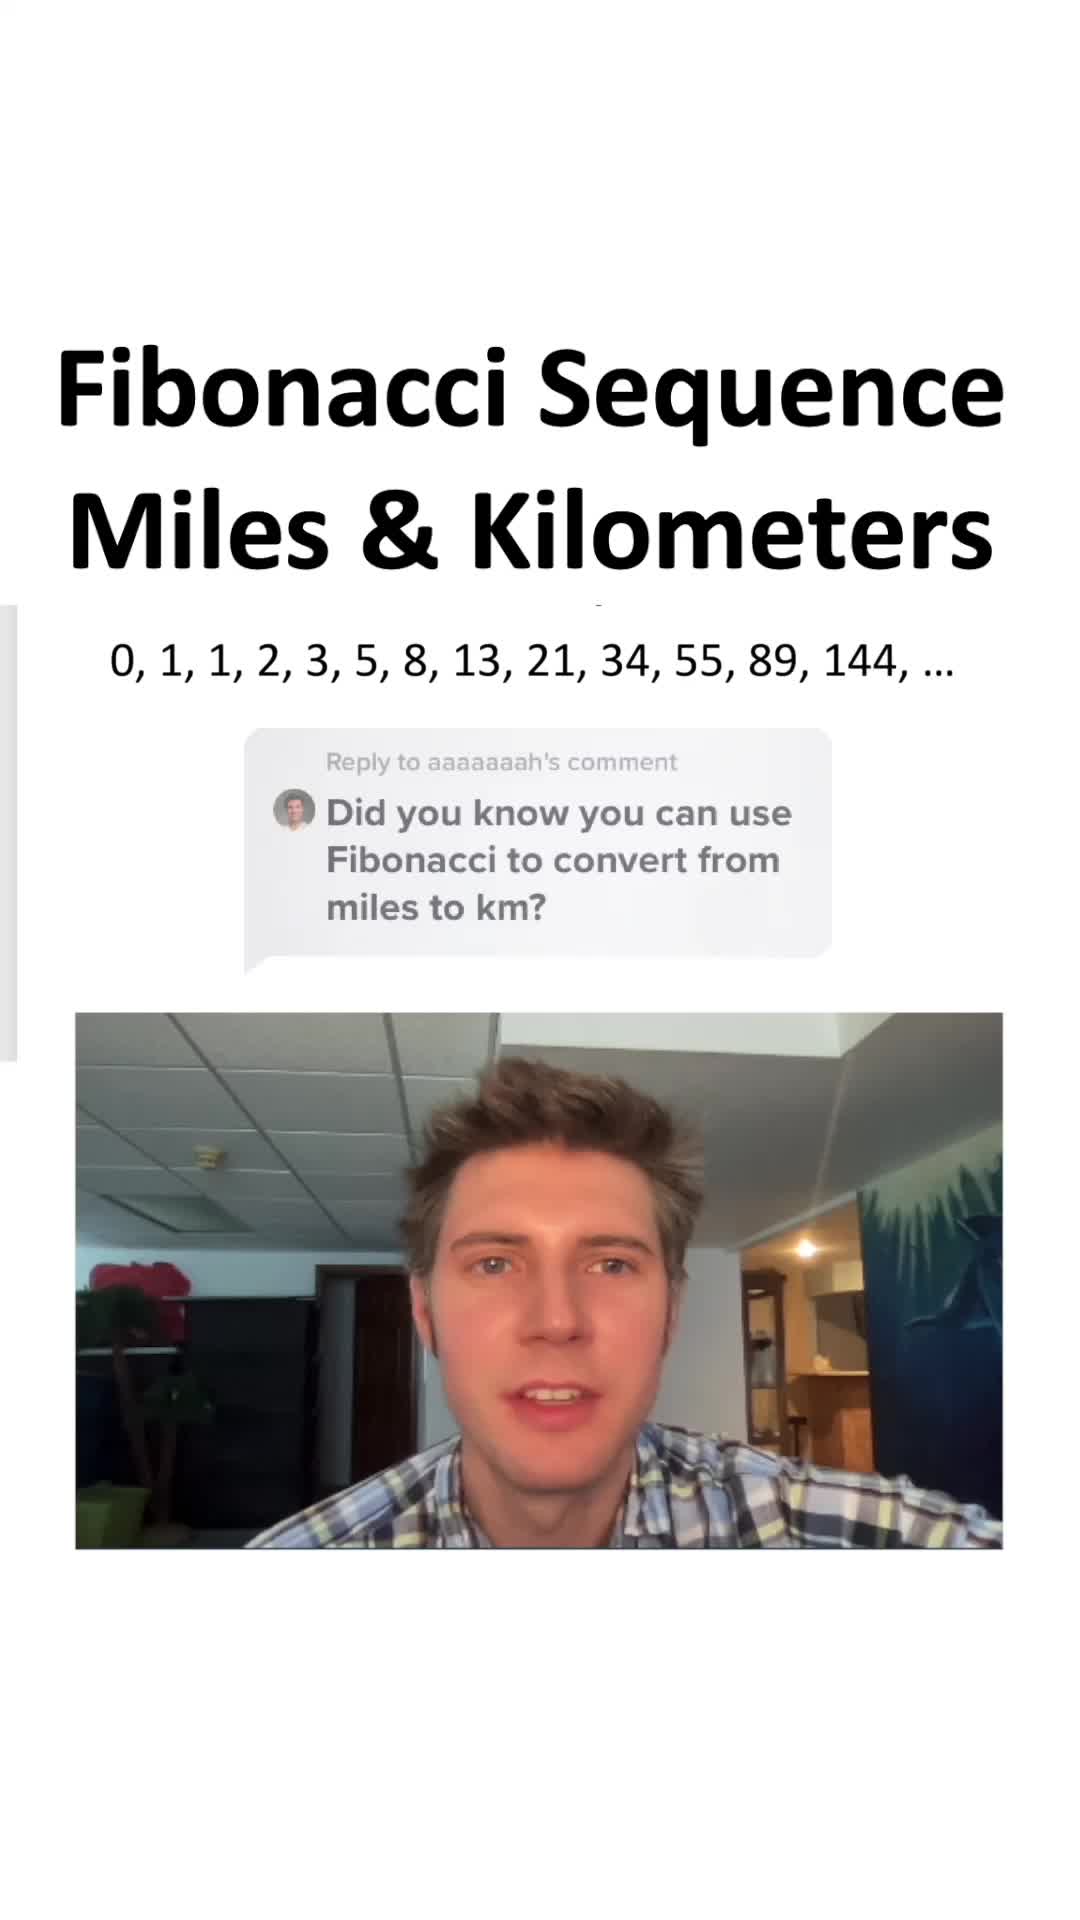 Fibonacci Sequence
Miles & Kilometers
0, 1, 1, 2, 3, 5, 8, 13, 21, 34, 55, 89, 144, ...
Reply to aaaaaaah's comment
Did you know you can use
Fibonacci to convert from
miles to km?